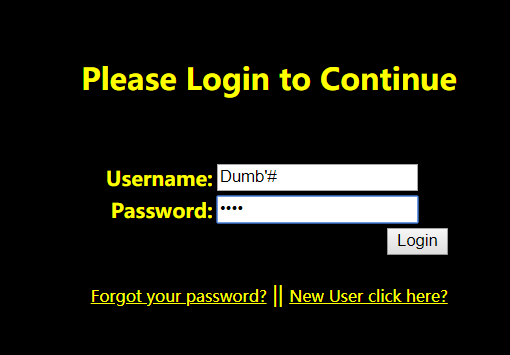 Please Login to Continue
Username: Dumb'#
Password: ••••
Login
Forgot your password? || New User click here?